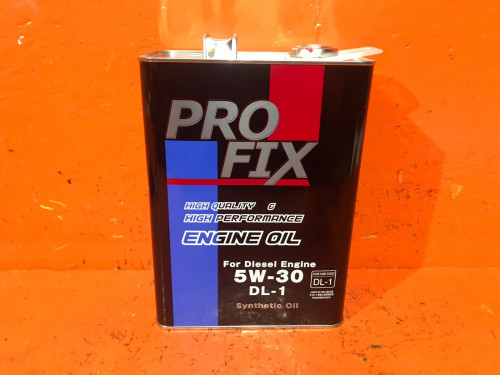 PRO
FIX
HIGH QUALITY &
HIGH PERFORMANCE
ENGINE OIL
For Diesel Engine
5W-30
DL-1
Synthetic Oil
DL-1